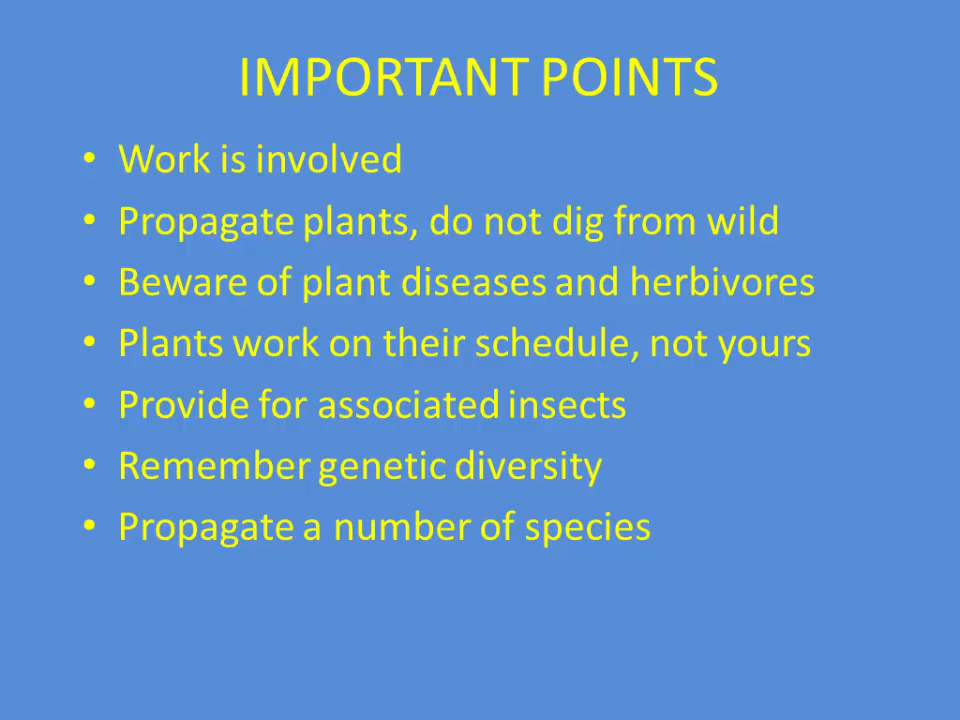 IMPORTANT POINTS
• Work is involved
• Propagate plants, do not dig from wild
• Beware of plant diseases and herbivores
• Plants work on their schedule, not yours
• Provide for associated insects
• Remember genetic diversity
• Propagate a number of species